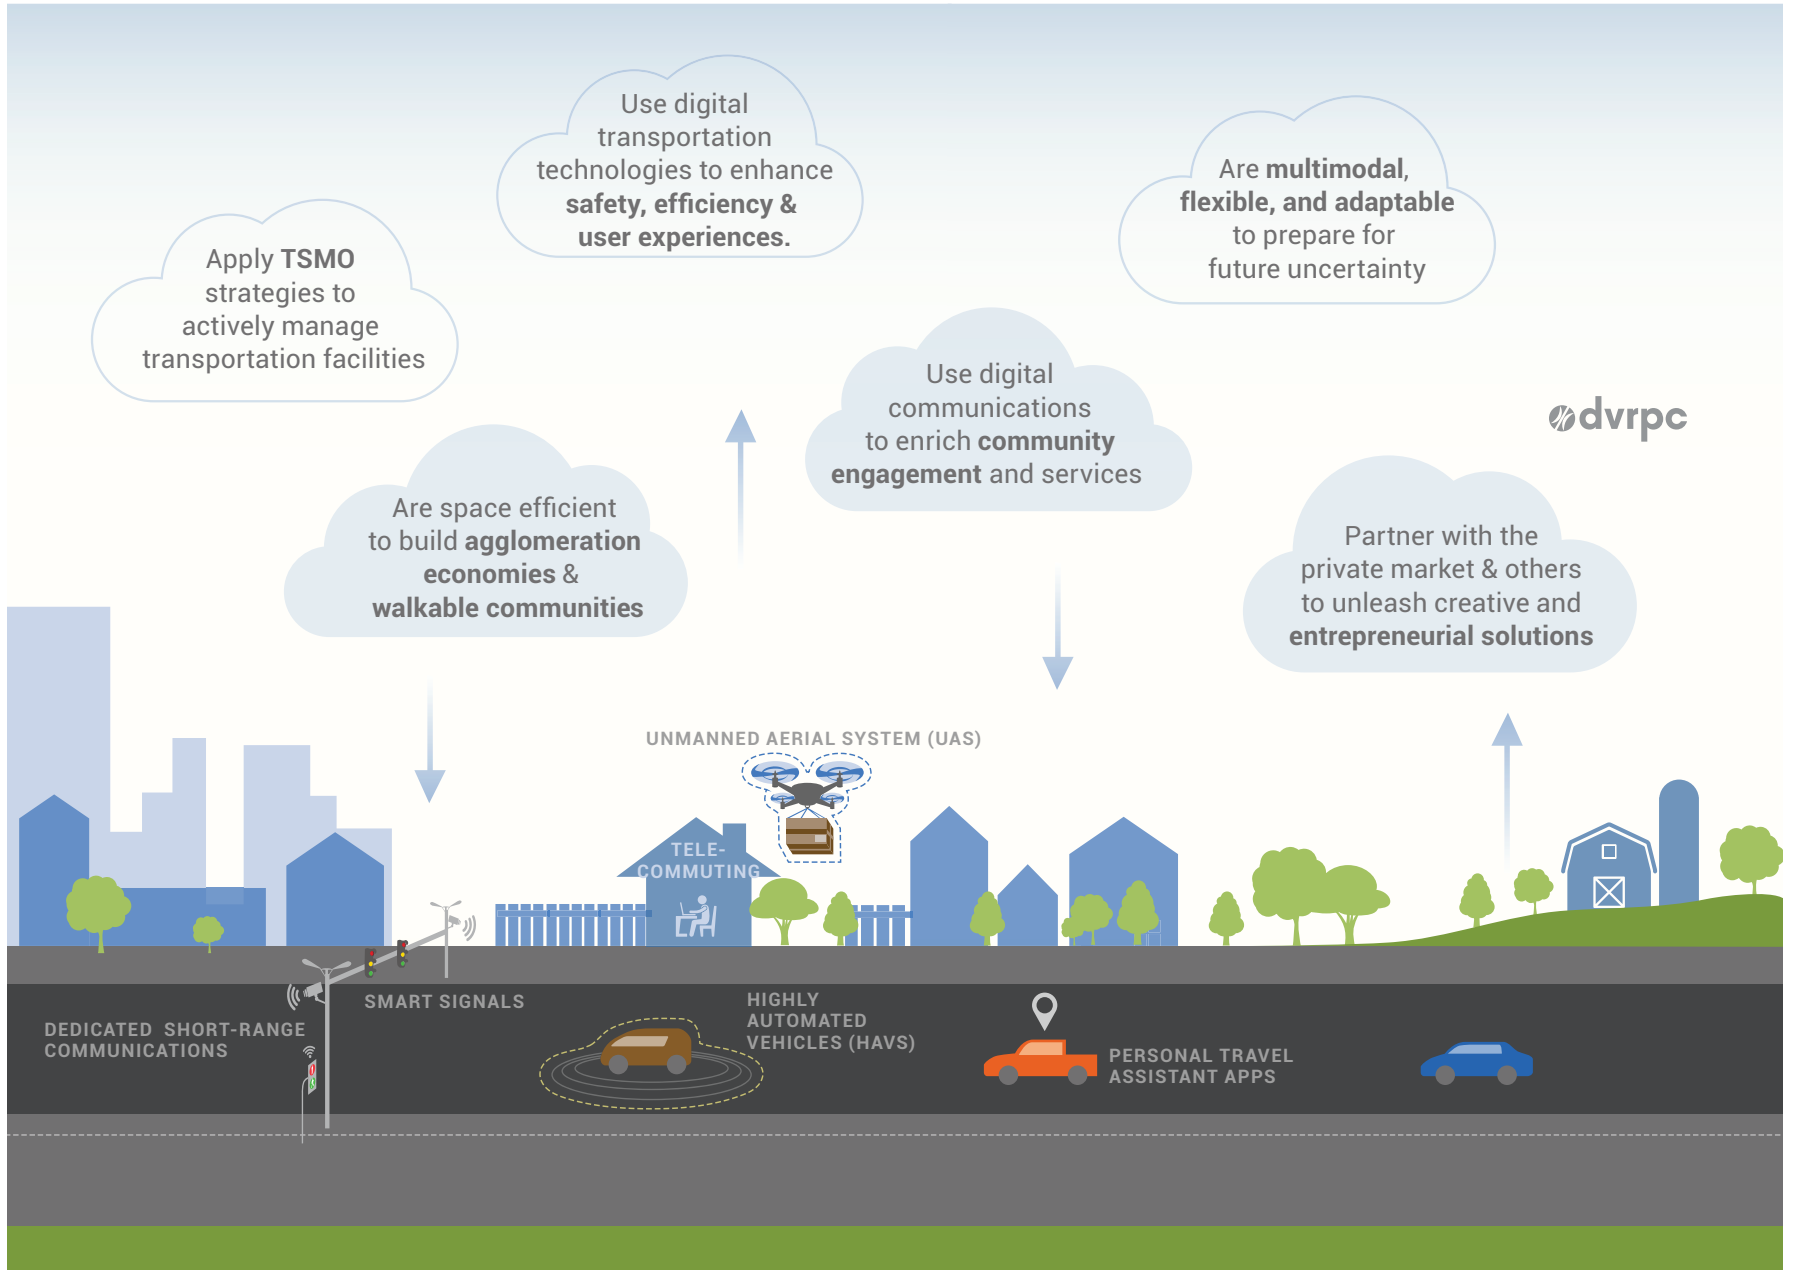 Use digital
transportation
technologies to enhance
safety, efficiency &
user experiences.
Are multimodal,
flexible, and adaptable
to prepare for
future uncertainty
Apply TSMO
strategies to
actively manage
transportation facilities
Use digital
communications
to enrich community
engagement and services
dvrpc
Are space efficient
to build agglomeration
economies &
walkable communities
Partner with the
private market & others
to unleash creative and
entrepreneurial solutions
UNMANNED AERIAL SYSTEM (UAS)
TELE-
COMMUTING
SMART SIGNALS
DEDICATED SHORT-RANGE
COMMUNICATIONS
HIGHLY
AUTOMATED
VEHICLES (HAVS)
PERSONAL TRAVEL
ASSISTANT APPS